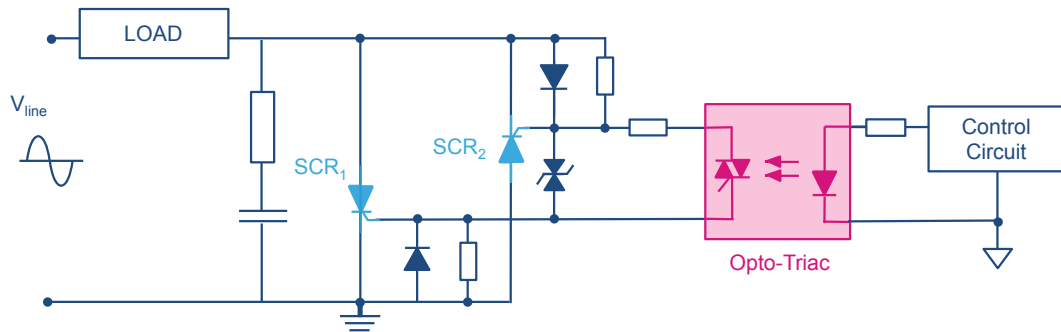 LOAD
V_line
SCR_1
SCR_2
Control
Circuit
Opto-Triac